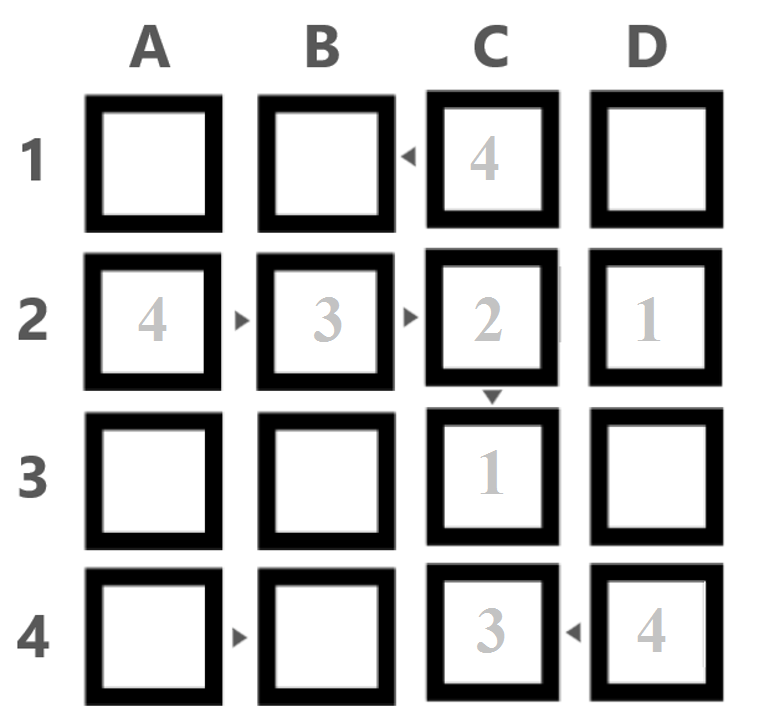 A B C D
1 ◂ 4
2 4 ▸ 3 ▸ 2 1
▾
3 1
4 ▸ 3 ◂ 4